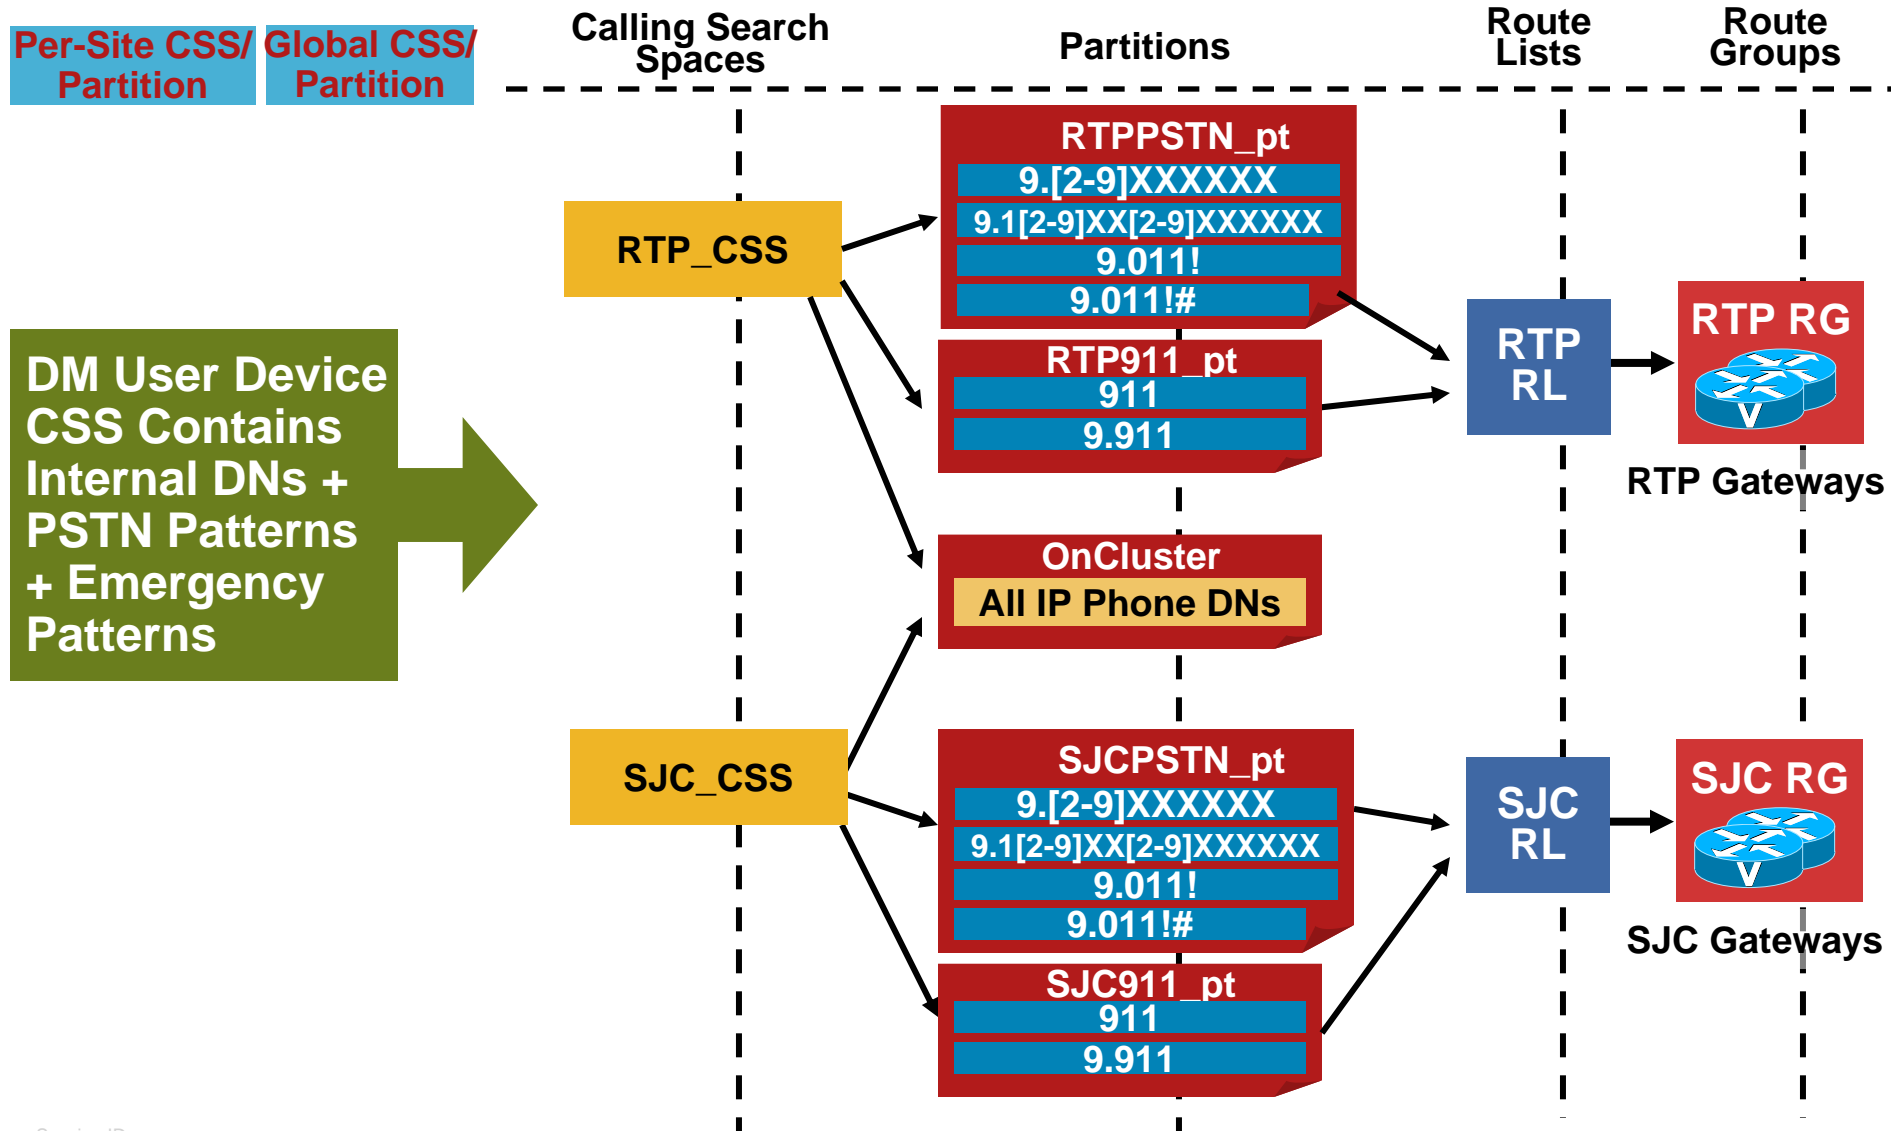 Per-Site CSS/
Partition
Global CSS/
Partition
Calling Search
Spaces
Partitions
Route
Lists
Route
Groups
DM User Device
CSS Contains
Internal DNs +
PSTN Patterns
+ Emergency
Patterns
RTP_CSS
RTPPSTN_pt
9.[2-9]XXXXXX
9.1[2-9]XX[2-9]XXXXXX
9.011!
9.011!#
RTP911_pt
911
9.911
RTP
RL
RTP RG
V
RTP Gateways
OnCluster
All IP Phone DNs
SJC_CSS
SJCPSTN_pt
9.[2-9]XXXXXX
9.1[2-9]XX[2-9]XXXXXX
9.011!
9.011!#
SJC911_pt
911
9.911
SJC
RL
SJC RG
V
SJC Gateways